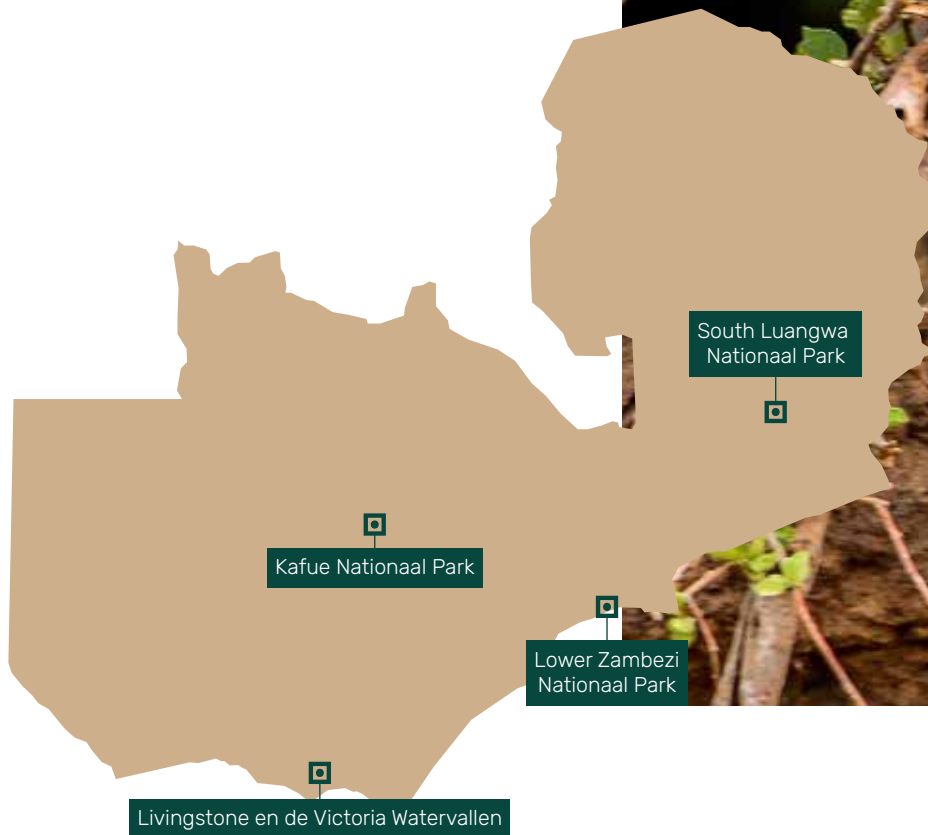 South Luangwa
Nationaal Park
Kafue Nationaal Park
Lower Zambezi
Nationaal Park
Livingstone en de Victoria Watervallen